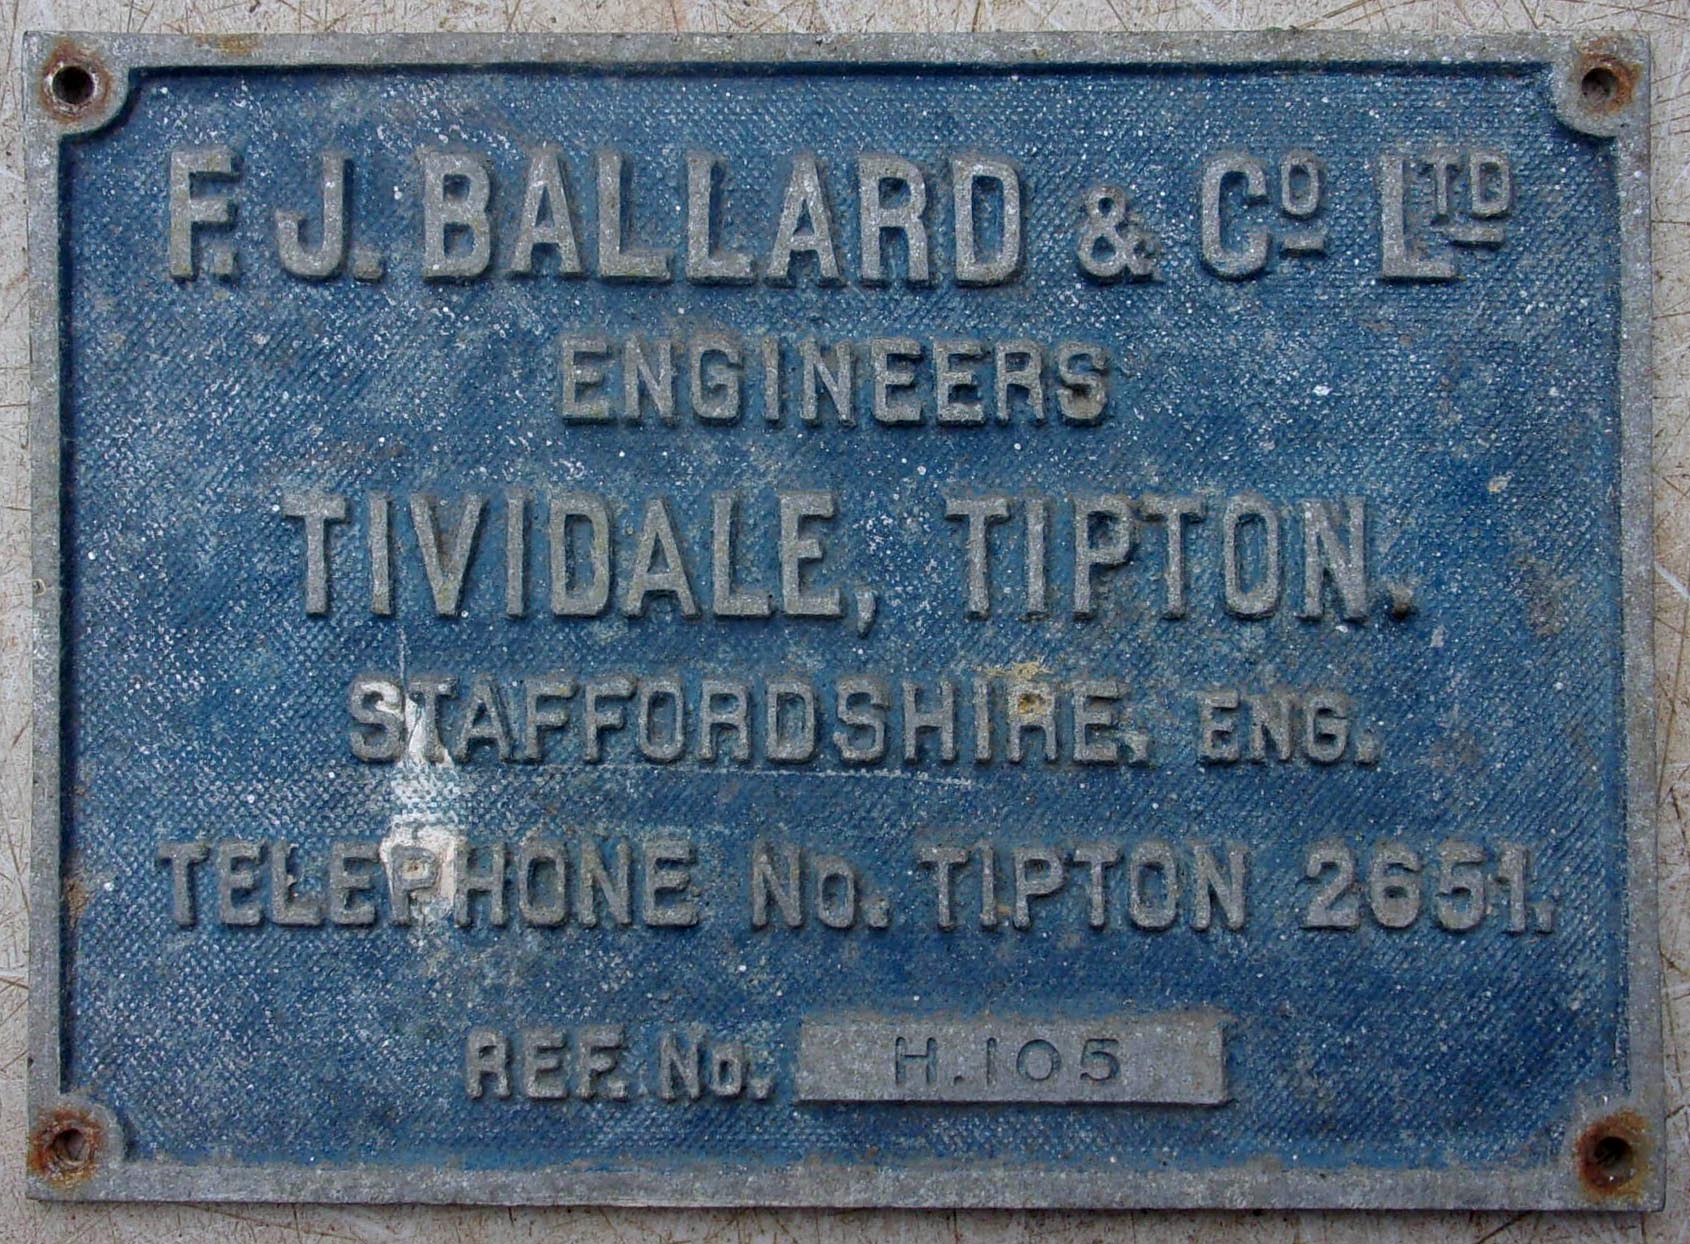 F.J. BALLARD & Co LTD
ENGINEERS
TIVIDALE, TIPTON.
STAFFORDSHIRE. ENG.
TELEPHONE No. TIPTON 2651.
REF. No. H.105